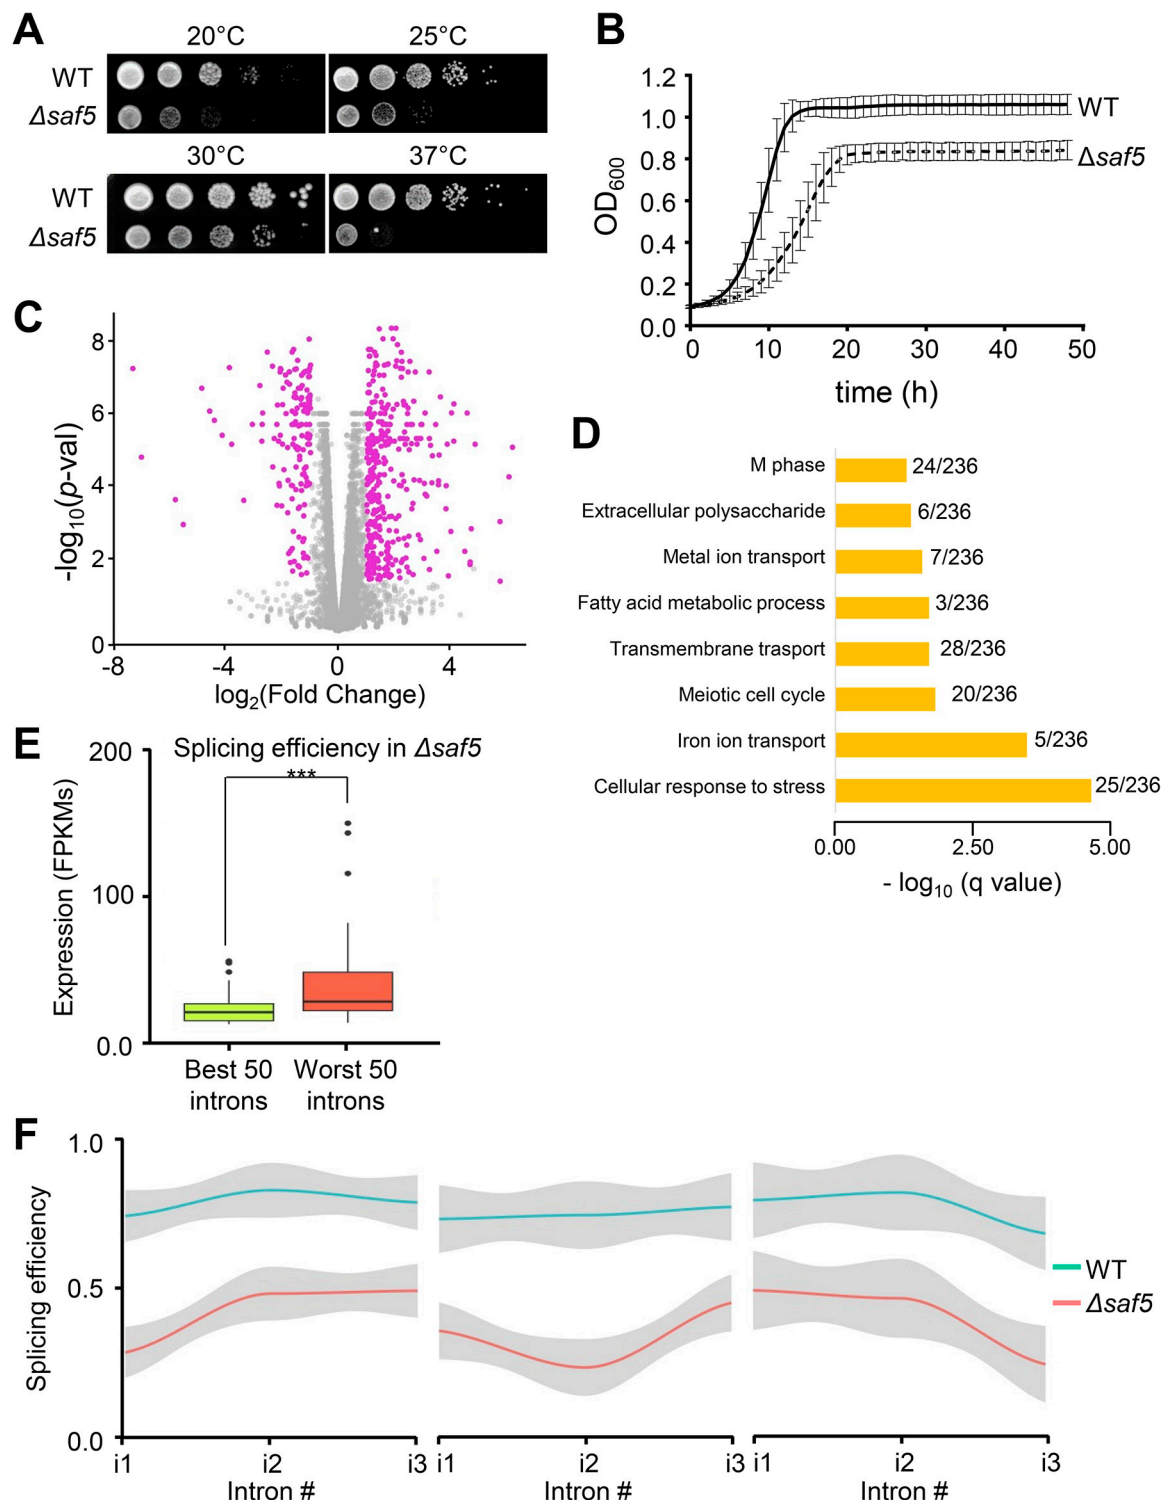 A
20°C
25°C
WT
Δsaf5
30°C
37°C
WT
Δsaf5
B
1.2
1.0
0.8
0.6
0.4
0.2
0.0
OD600
WT
Δsaf5
0 10 20 30 40 50
time (h)
C
8
6
4
2
0
-log10(p-val)
-8 -4 0 4
log2(Fold Change)
D
M phase 24/236
Extracellular polysaccharide 6/236
Metal ion transport 7/236
Fatty acid metabolic process 3/236
Transmembrane trasport 28/236
Meiotic cell cycle 20/236
Iron ion transport 5/236
Cellular response to stress 25/236
0.00 2.50 5.00
- log10 (q value)
E
Splicing efficiency in Δsaf5
***
200
100
0.0
Expression (FPKMs)
Best 50 introns
Worst 50 introns
F
1.0
0.5
0.0
Splicing efficiency
WT
Δsaf5
i1 i2 i3 i1 i2 i3 i1 i2 i3
Intron # Intron # Intron #